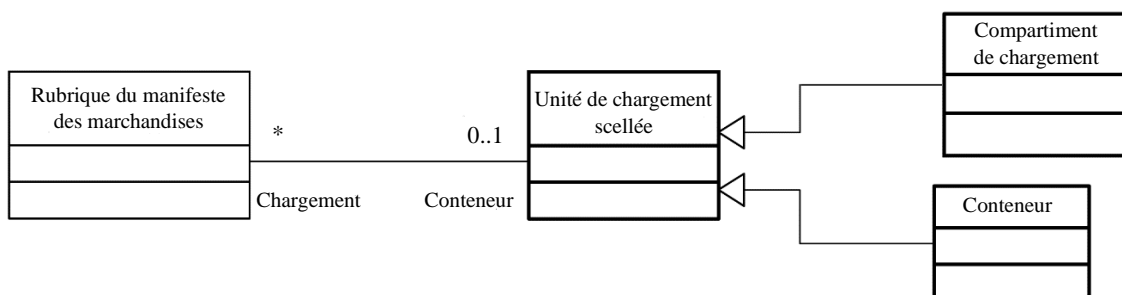 Rubrique du manifeste
des marchandises
*
0..1
Chargement
Conteneur
Unité de chargement
scellée
Compartiment
de chargement
Conteneur